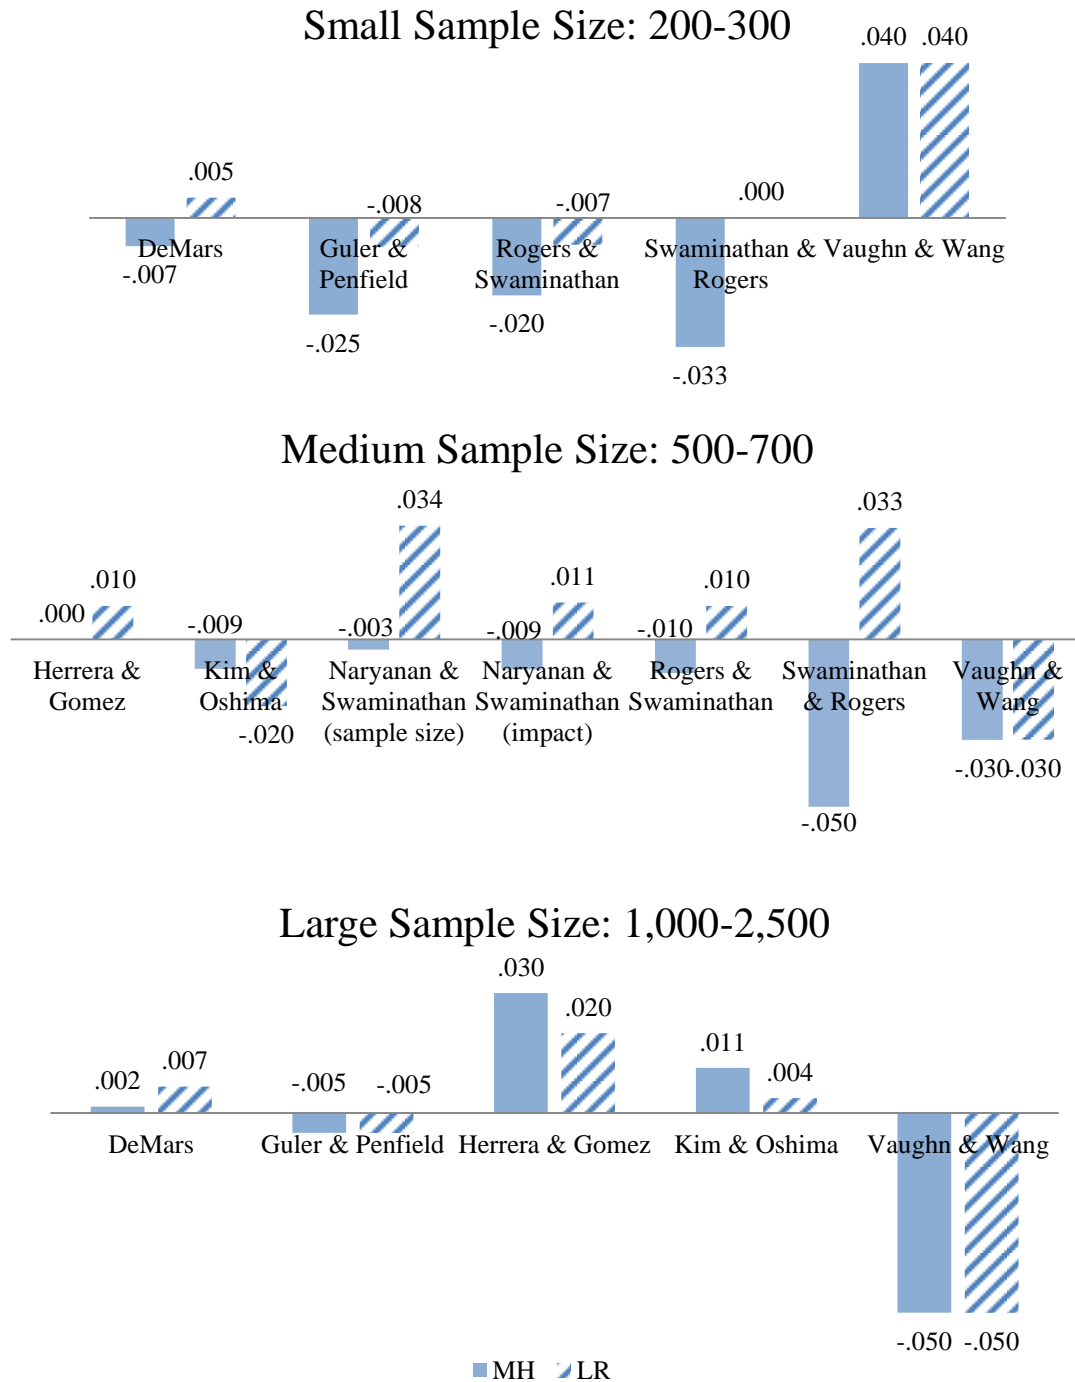 Small Sample Size: 200-300
.040 .040
.005
.000
-.008 -.007
DeMars Guler & Rogers & Swaminathan & Vaughn & Wang
-.007 Penfield Swaminathan Rogers
-.020
-.025
-.033
Medium Sample Size: 500-700
.034 .033
.010 .011 .010
.000 -.009 -.003 -.009 -.010
Herrera & Kim & Naryanan & Naryanan & Rogers & Swaminathan Vaughn &
Gomez Oshima Swaminathan Swaminathan Swaminathan & Rogers Wang
-.020 (sample size) (impact)
-.030 -.030
-.050
Large Sample Size: 1,000-2,500
.030
.020
.011
.002 .007 -.005 -.005 .004
DeMars Guler & Penfield Herrera & Gomez Kim & Oshima Vaughn & Wang
-.050 -.050
MH LR